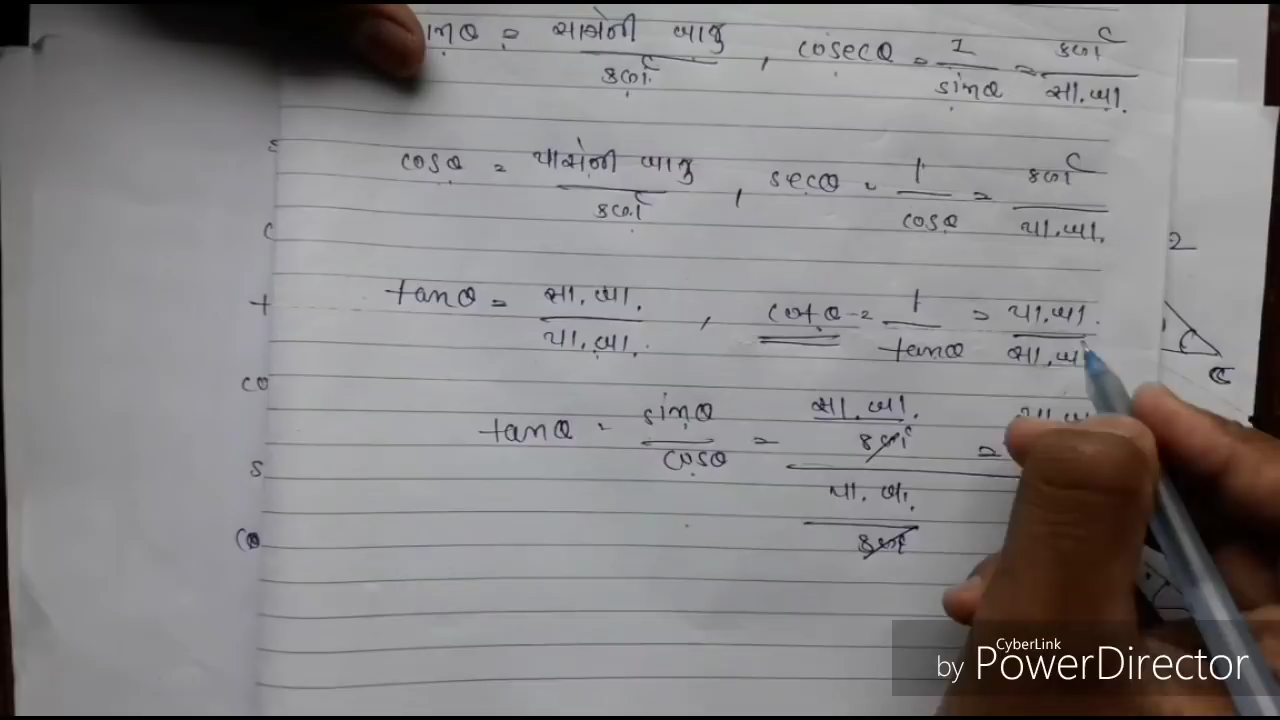 sinθ = સામેની બાજુ / કર્ણ , cosecθ = 1 / sinθ = કર્ણ / સા.બા.
cosθ = પાસેની બાજુ / કર્ણ , secθ = 1 / cosθ = કર્ણ / પા.બા.
tanθ = સા.બા. / પા.બા. , cotθ = 1 / tanθ = પા.બા. / સા.બા
tanθ = sinθ / cosθ = સા.બા. / કર્ણ / પા.બા. / કર્ણ =
2
C
CyberLink
by PowerDirector